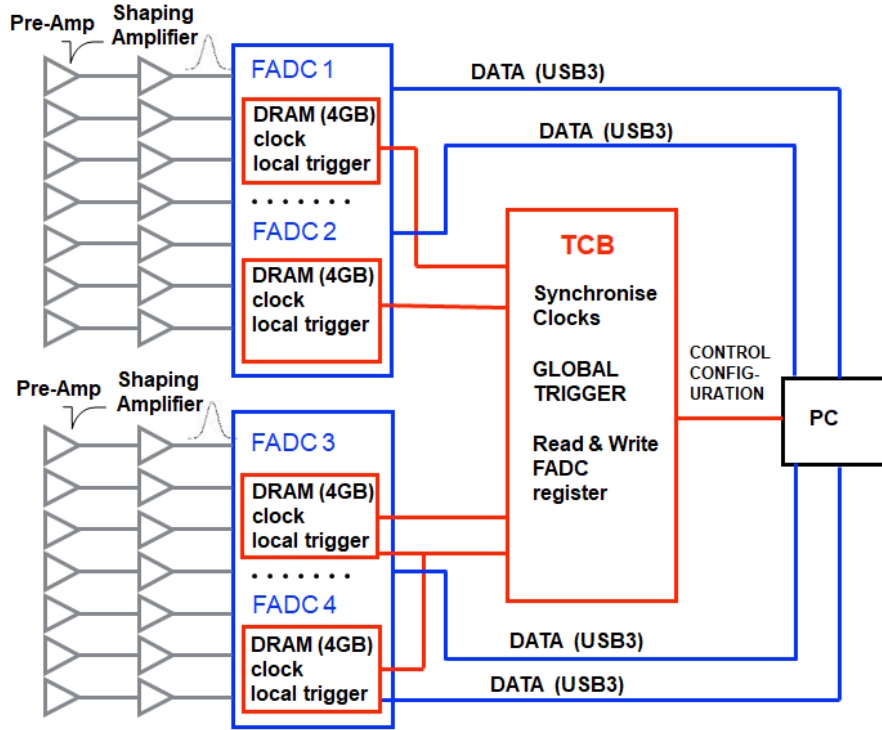 Pre-Amp
Shaping
Amplifier
FADC 1
DRAM (4GB)
clock
local trigger
. . . . . . .
FADC 2
DRAM (4GB)
clock
local trigger
DATA (USB3)
DATA (USB3)
TCB
Synchronise
Clocks
GLOBAL
TRIGGER
Read & Write
FADC
register
CONTROL
CONFIG-
URATION
PC
Pre-Amp
Shaping
Amplifier
FADC 3
DRAM (4GB)
clock
local trigger
. . . . . . .
FADC 4
DRAM (4GB)
clock
local trigger
DATA (USB3)
DATA (USB3)